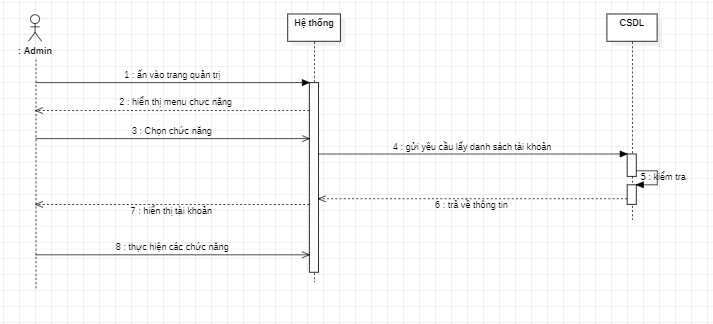 Hệ thống
CSDL
: Admin
1 : ấn vào trang quản trị
2 : hiển thị menu chưc năng
3 : Chọn chức năng
4 : gửi yêu cầu lấy danh sách tài khoản
5 : kiểm tra
6 : trả về thông tin
7 : hiển thị tài khoản
8 : thực hiện các chức năng